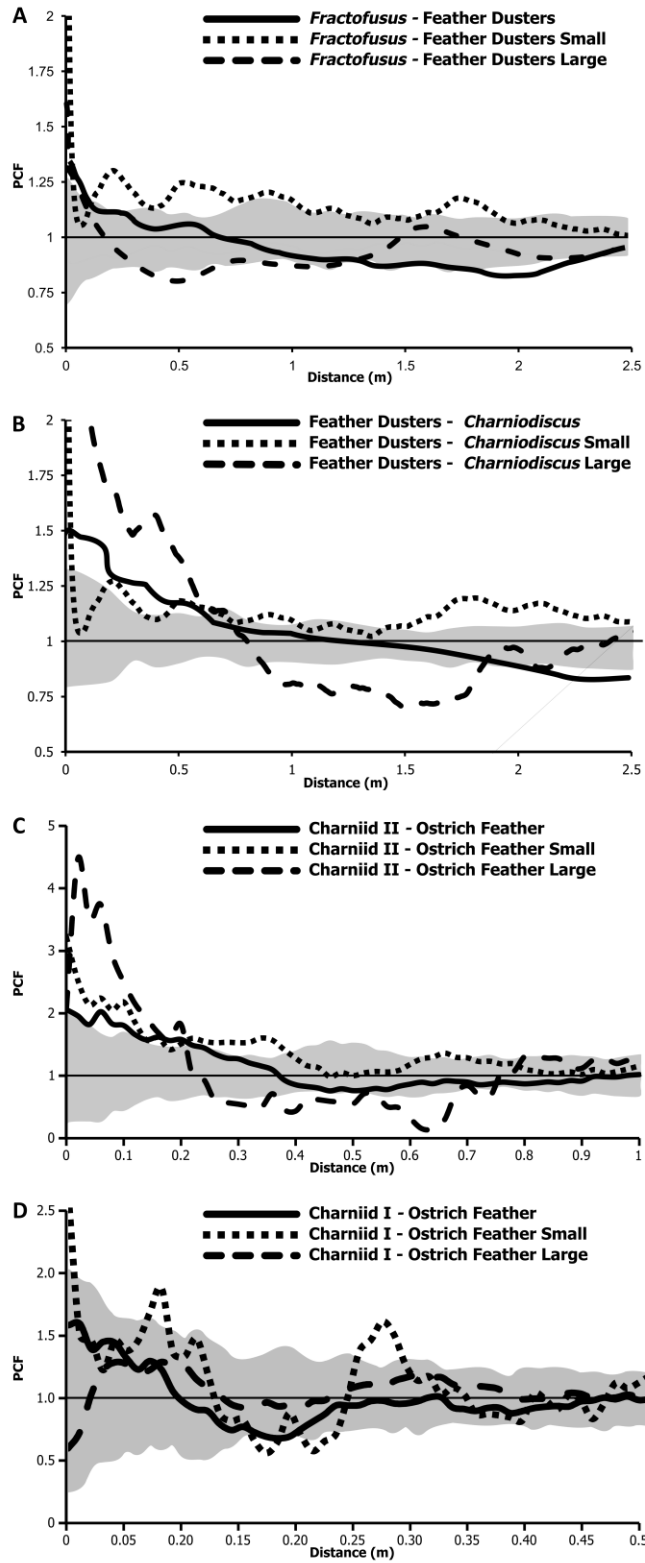 A
Fractofusus - Feather Dusters
Fractofusus - Feather Dusters Small
Fractofusus - Feather Dusters Large
2
1.75
1.5
1.25
1
0.75
0.5
PCF
0 0.5 1 1.5 2 2.5
Distance (m)
B
Feather Dusters - Charniodiscus
Feather Dusters - Charniodiscus Small
Feather Dusters - Charniodiscus Large
2
1.75
1.5
1.25
1
0.75
0.5
PCF
0 0.5 1 1.5 2 2.5
Distance (m)
C
Charniid II - Ostrich Feather
Charniid II - Ostrich Feather Small
Charniid II - Ostrich Feather Large
5
4
3
2
1
0
PCF
0 0.1 0.2 0.3 0.4 0.5 0.6 0.7 0.8 0.9 1
Distance (m)
D
Charniid I - Ostrich Feather
Charniid I - Ostrich Feather Small
Charniid I - Ostrich Feather Large
2.5
2.0
1.5
1.0
0.5
0
PCF
0 0.05 0.20 0.15 0.20 0.25 0.30 0.35 0.40 0.45 0.5
Distance (m)